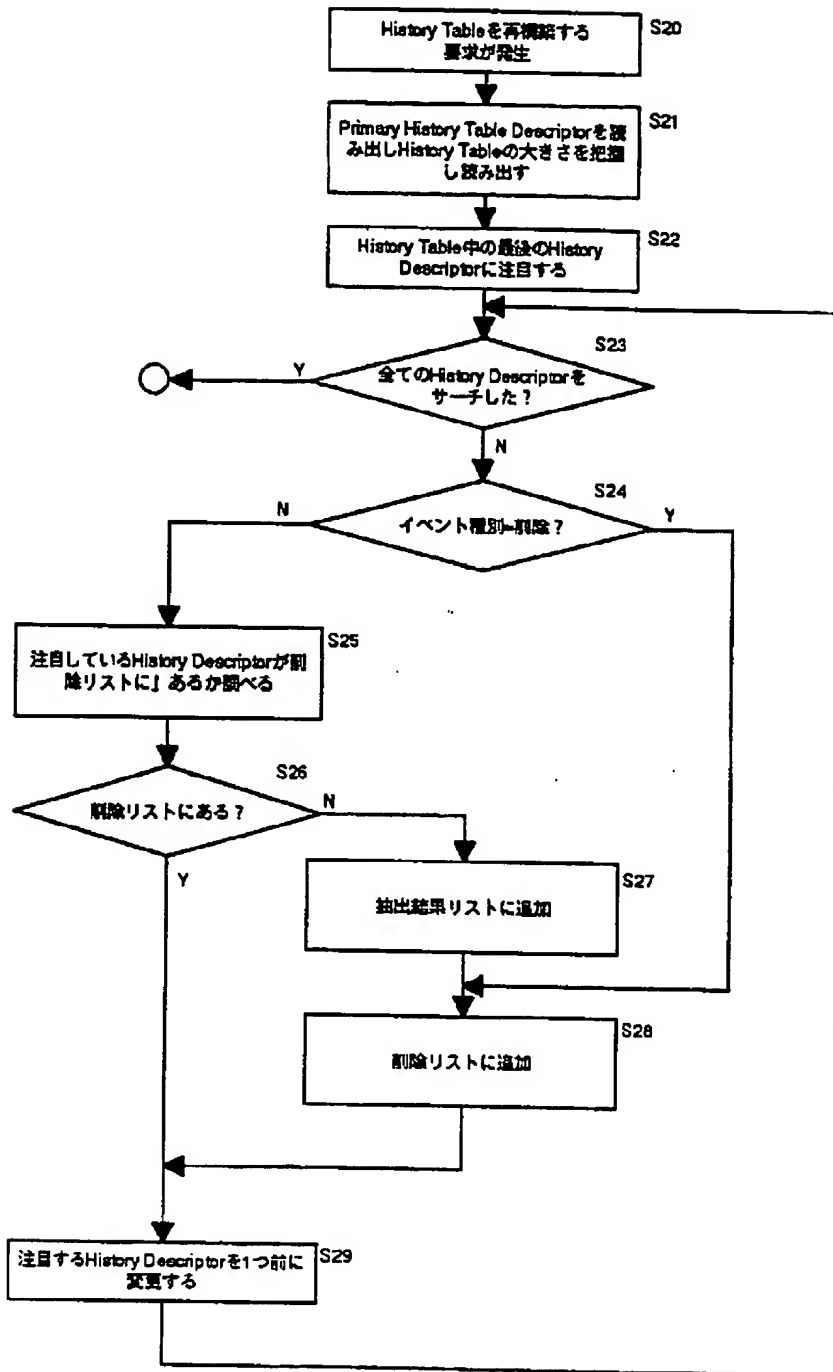 History Tableを再構築する
要求が発生
S20
Primary History Table Descriptorを読
み出しHistory Tableの大きさを把握
し読み出す
S21
History Table中の最後のHistory
Descriptorに注目する
S22
S23
Y
全てのHistory Descriptorを
サーチした？
N
S24
N
イベント種別=削除？
Y
S25
注目しているHistory Descriptorが削
除リストに」あるか調べる
S26
削除リストにある？
N
Y
S27
抽出結果リストに追加
S28
削除リストに追加
注目するHistory Descriptorを1つ前に
変更する
S29